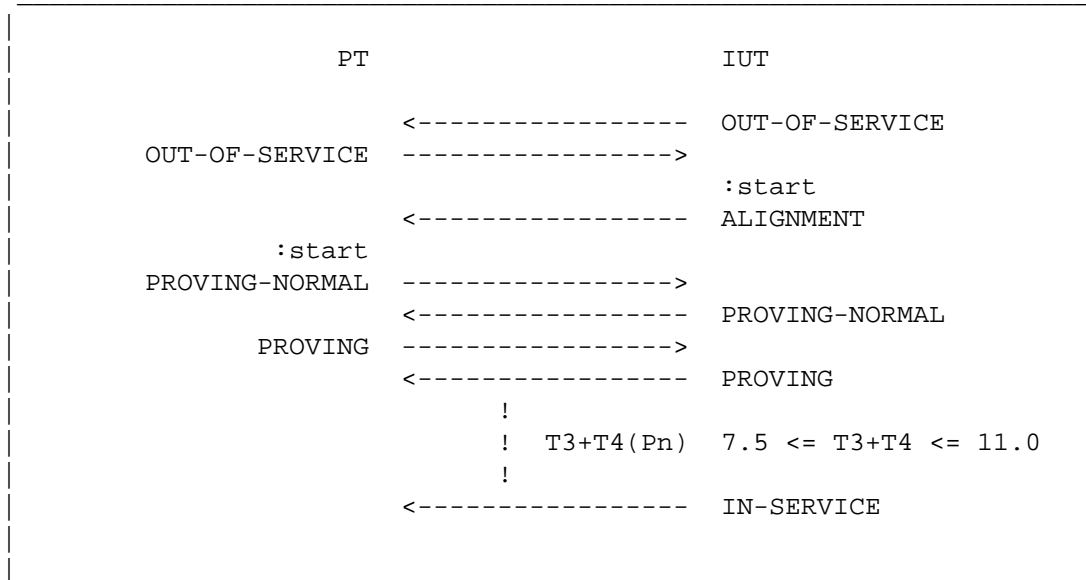 PT IUT
<----------------- OUT-OF-SERVICE
OUT-OF-SERVICE ----------------->
:start
<----------------- ALIGNMENT
:start
PROVING-NORMAL ----------------->
<----------------- PROVING-NORMAL
PROVING ----------------->
<----------------- PROVING
!
! T3+T4(Pn) 7.5 <= T3+T4 <= 11.0
!
<----------------- IN-SERVICE